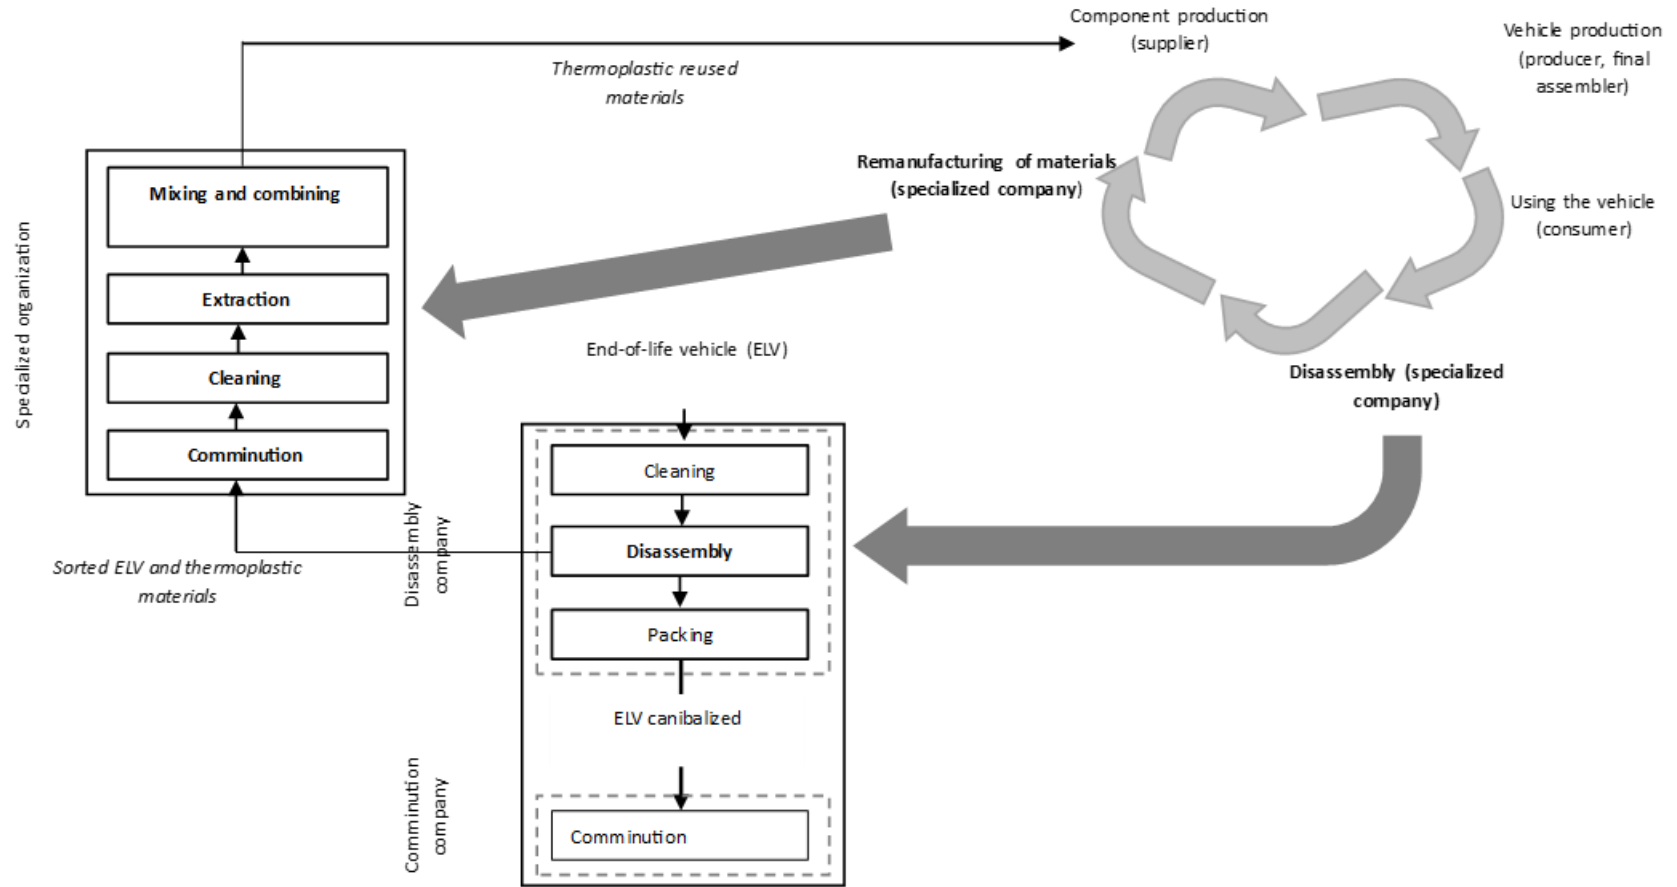 Component production
(supplier)
Vehicle production
(producer, final
assembler)
Thermoplastic reused
materials
Remanufacturing of materials
(specialized company)
Using the vehicle
(consumer)
Disassembly (specialized
company)
Specialized organization
Mixing and combining
Extraction
Cleaning
Comminution
End-of-life vehicle (ELV)
Cleaning
Disassembly
Packing
Disassembly
company
Sorted ELV and thermoplastic
materials
ELV canibalized
Comminution
company
Comminution